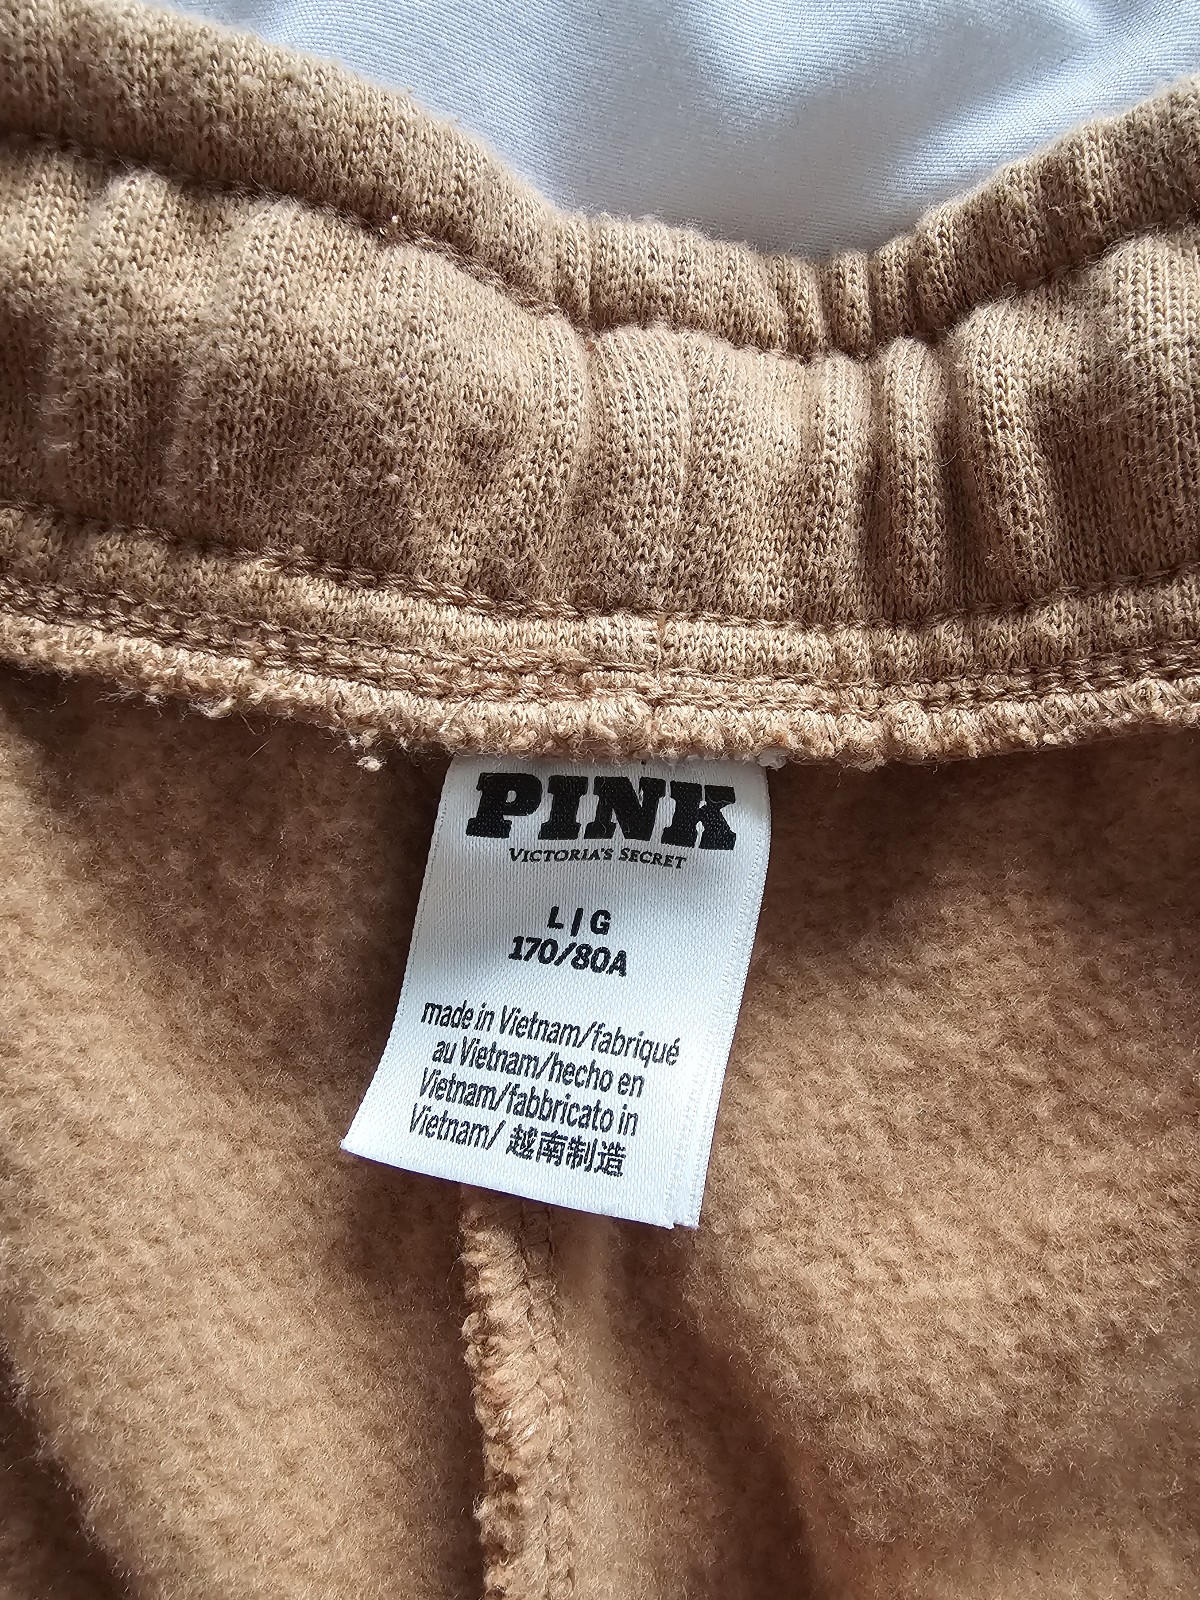 PINK
VICTORIA'S SECRET
L|G
170/80A
made in Vietnam/fabriqué
au Vietnam/hecho en
Vietnam/fabbricato in
Vietnam/ 越南制造